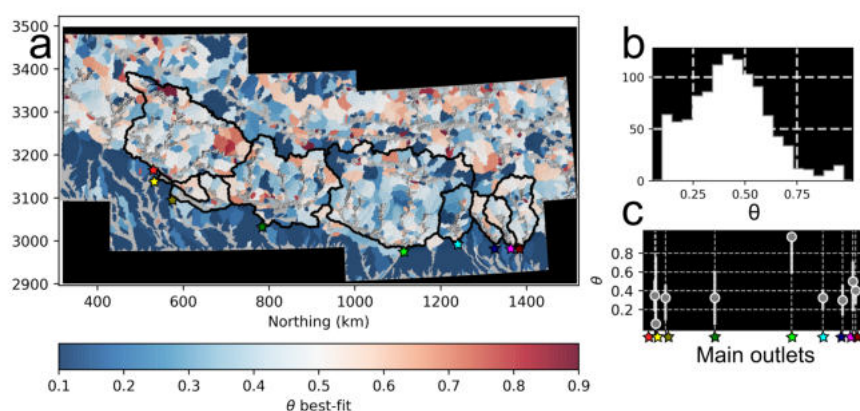 a
3500
3400
3300
3200
3100
3000
2900
400 600 800 1000 1200 1400
Northing (km)
0.1 0.2 0.3 0.4 0.5 0.6 0.7 0.8 0.9
θ best-fit
b
100
50
0
0.25 0.50 0.75
θ
c
0.8
0.6
0.4
0.2
θ
Main outlets